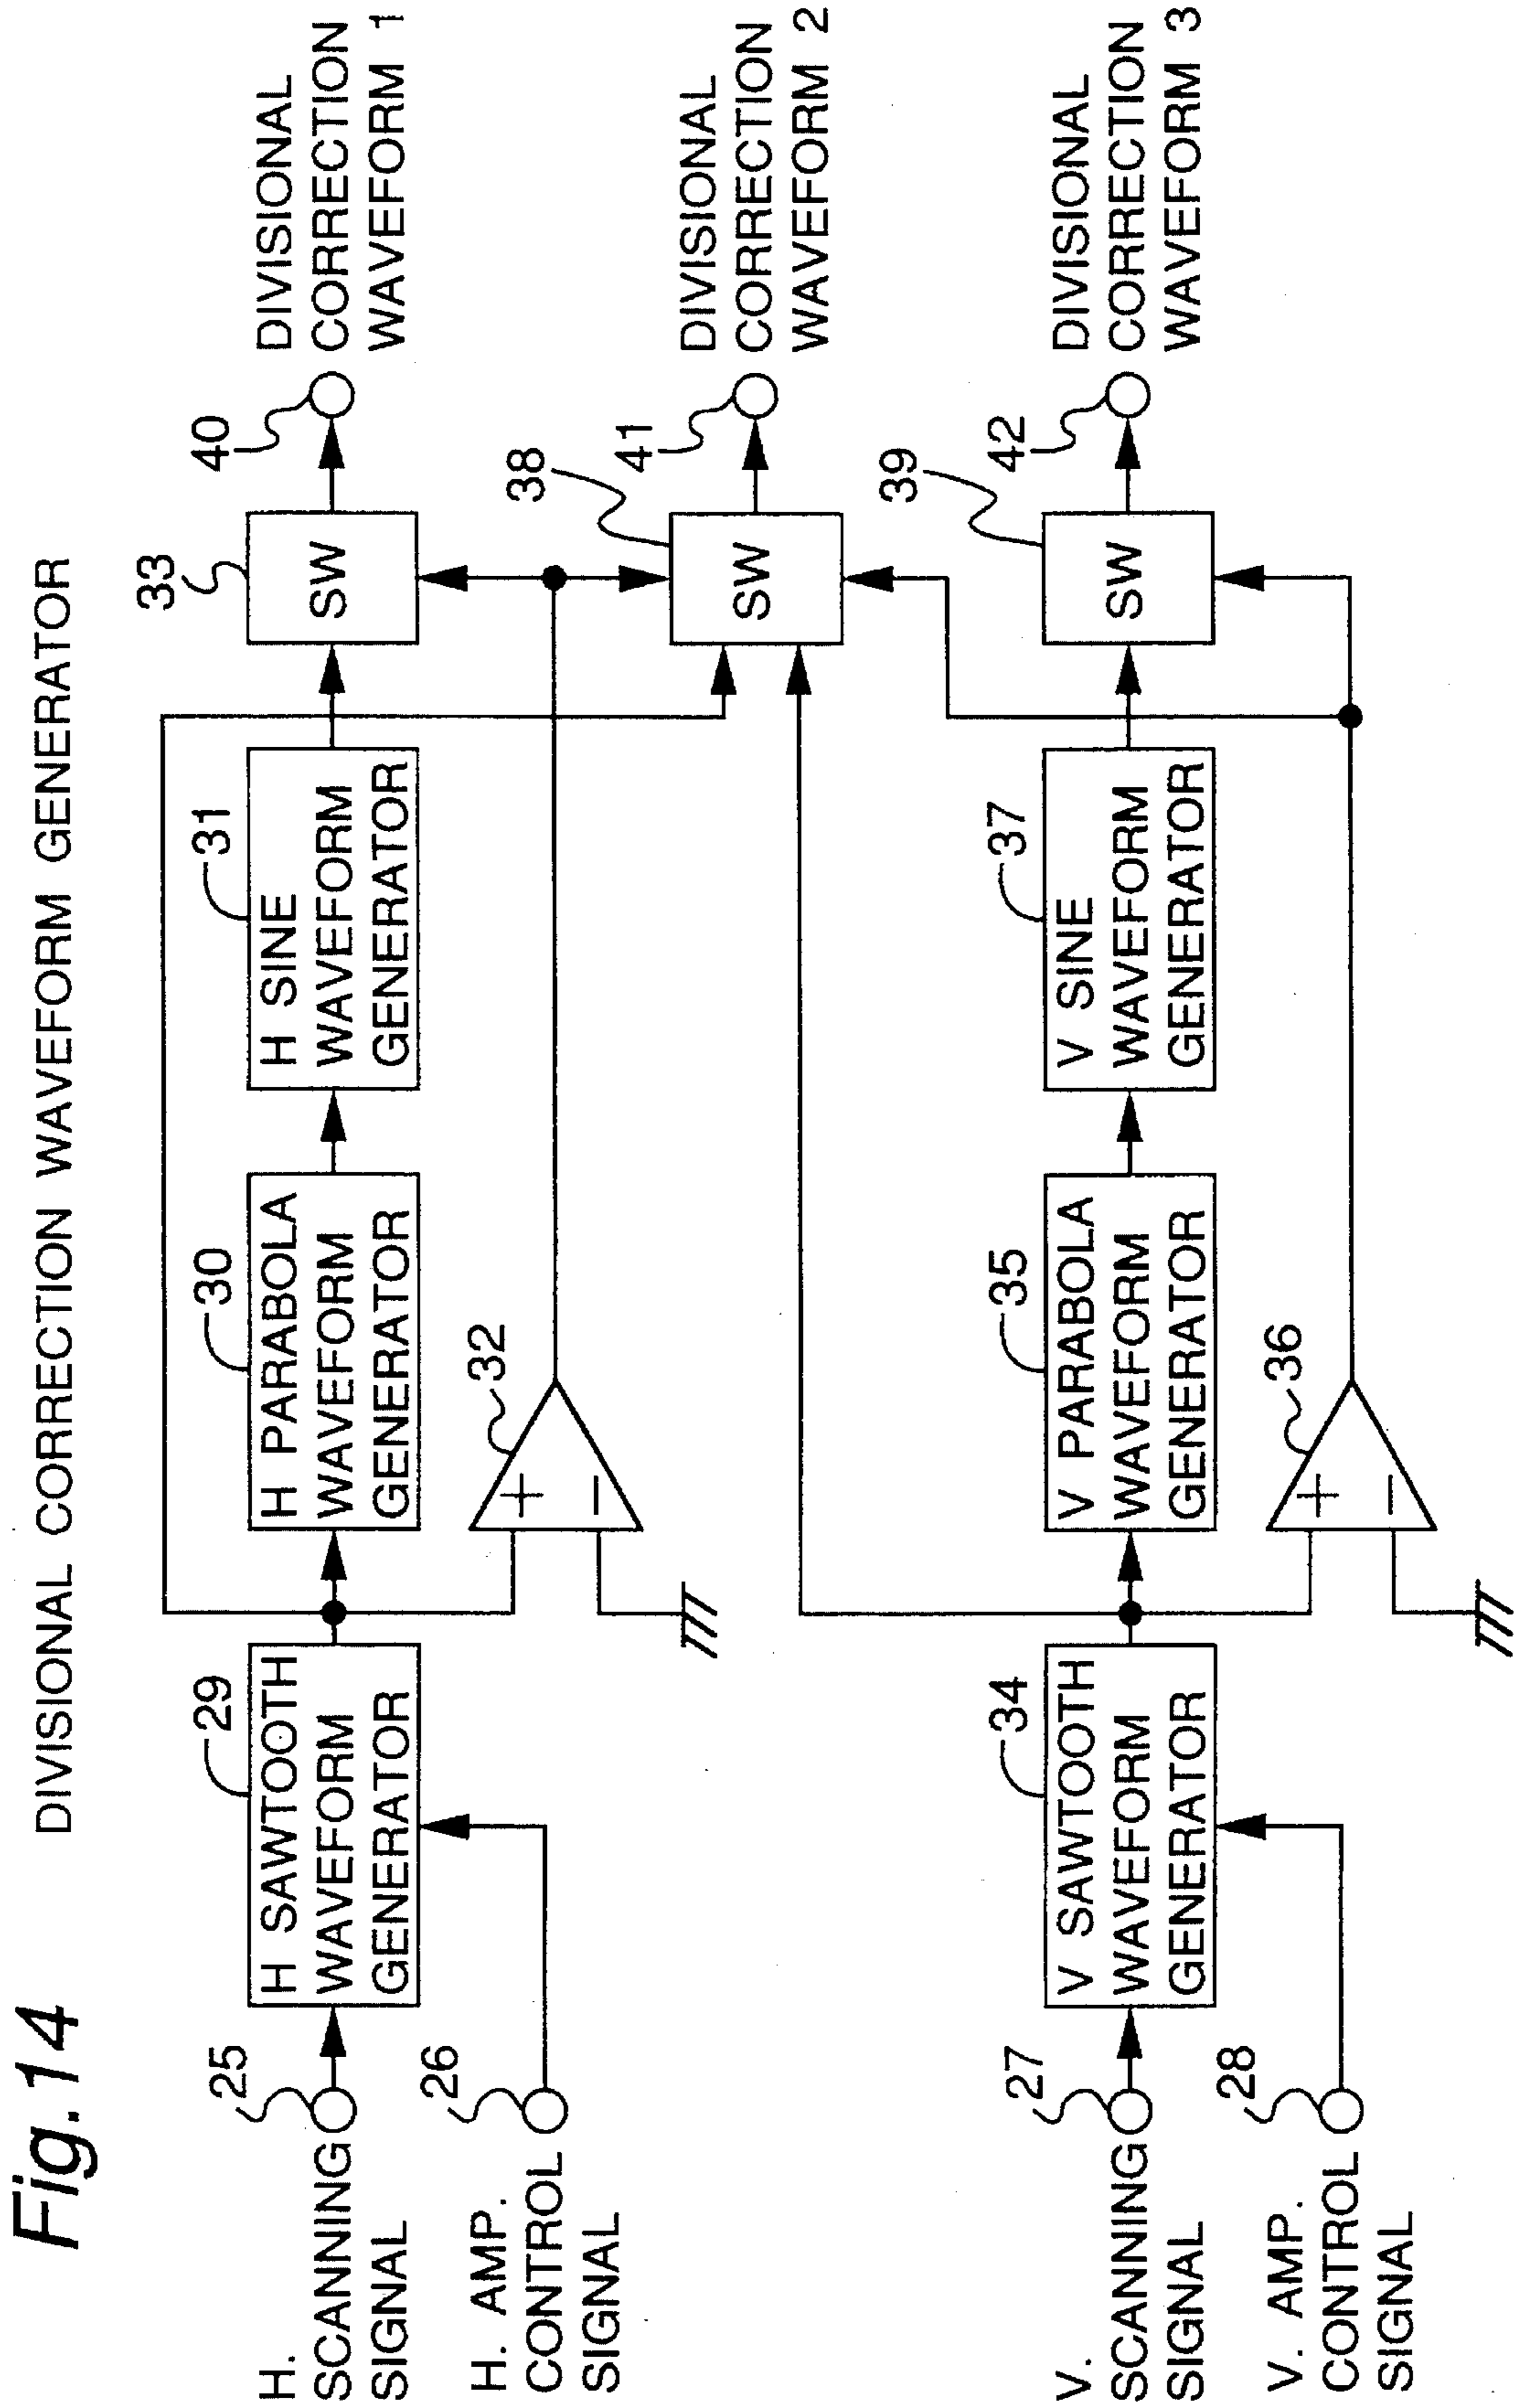 Fig.14
DIVISIONAL CORRECTION WAVEFORM GENERATOR
H.
SCANNING
SIGNAL
25
H. AMP.
CONTROL
SIGNAL
26
29
H SAWTOOTH
WAVEFORM
GENERATOR
30
H PARABOLA
WAVEFORM
GENERATOR
31
H SINE
WAVEFORM
GENERATOR
32
+
−
33
SW
40
DIVISIONAL
CORRECTION
WAVEFORM 1
38
SW
41
DIVISIONAL
CORRECTION
WAVEFORM 2
V.
SCANNING
SIGNAL
27
V. AMP.
CONTROL
SIGNAL
28
34
V SAWTOOTH
WAVEFORM
GENERATOR
35
V PARABOLA
WAVEFORM
GENERATOR
37
V SINE
WAVEFORM
GENERATOR
36
+
−
39
SW
42
DIVISIONAL
CORRECTION
WAVEFORM 3